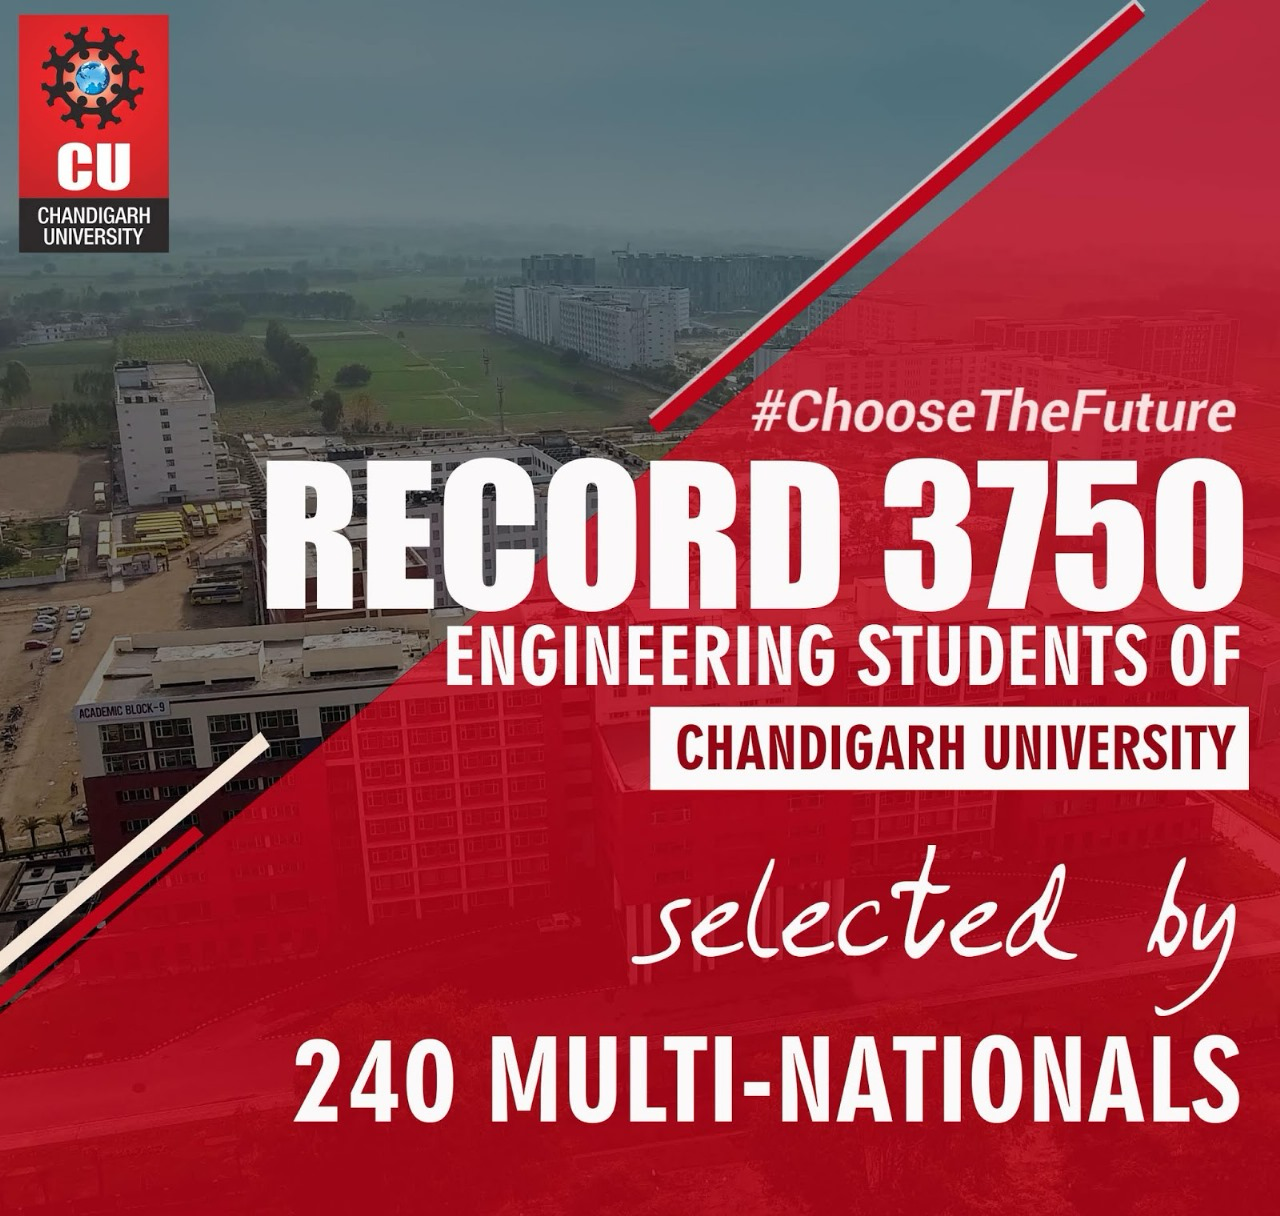 CU
CHANDIGARH
UNIVERSITY
#ChooseTheFuture
RECORD 3750
ENGINEERING STUDENTS OF
CHANDIGARH UNIVERSITY
ACADEMIC BLOCK-9
selected by
240 MULTI-NATIONALS